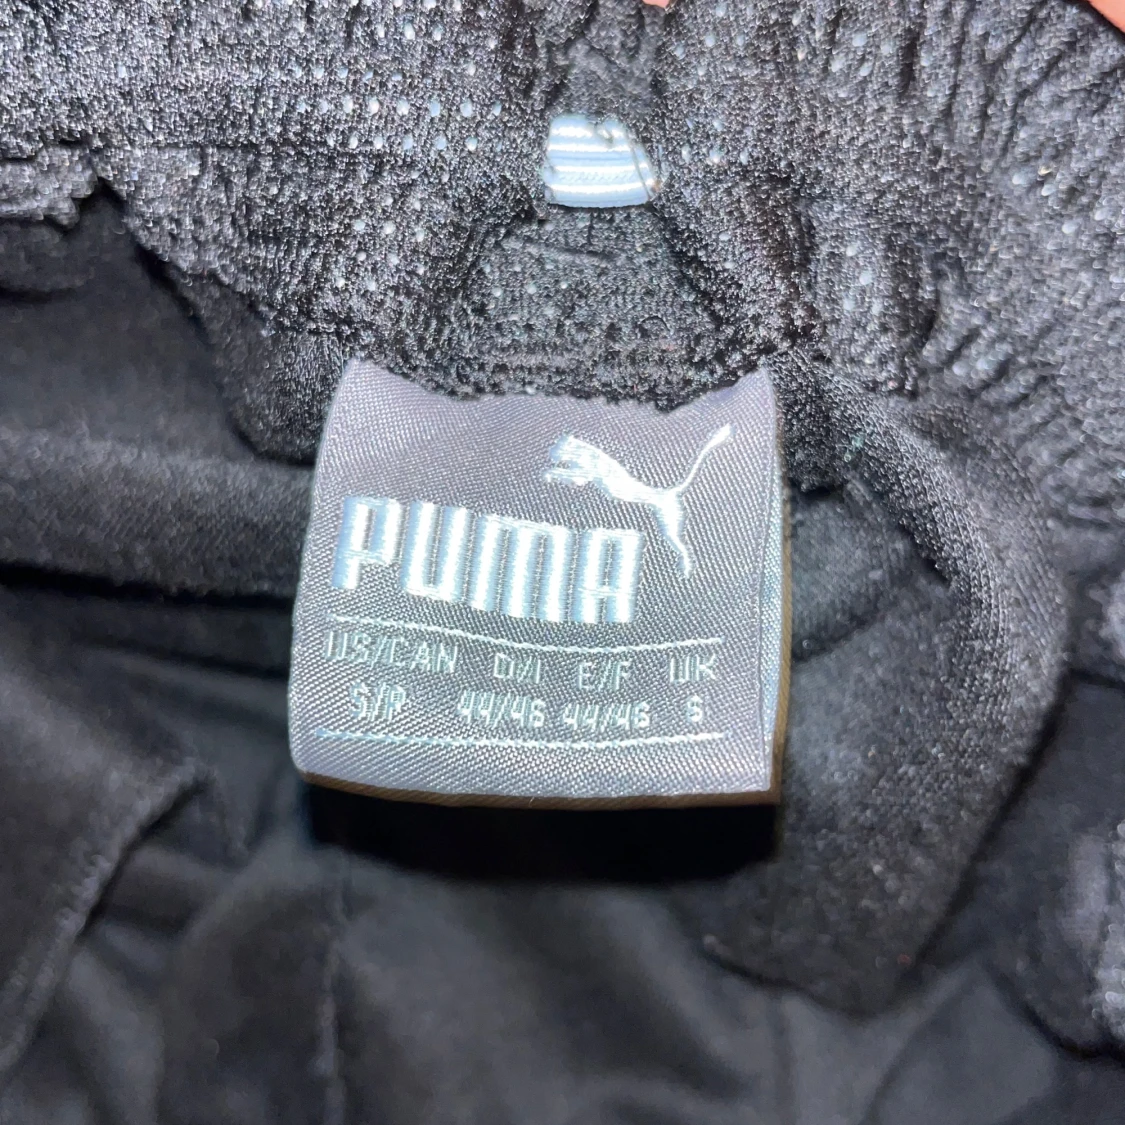 PUMA
US/CAN D/I E/F UK
S/P 44/46 44/46 S